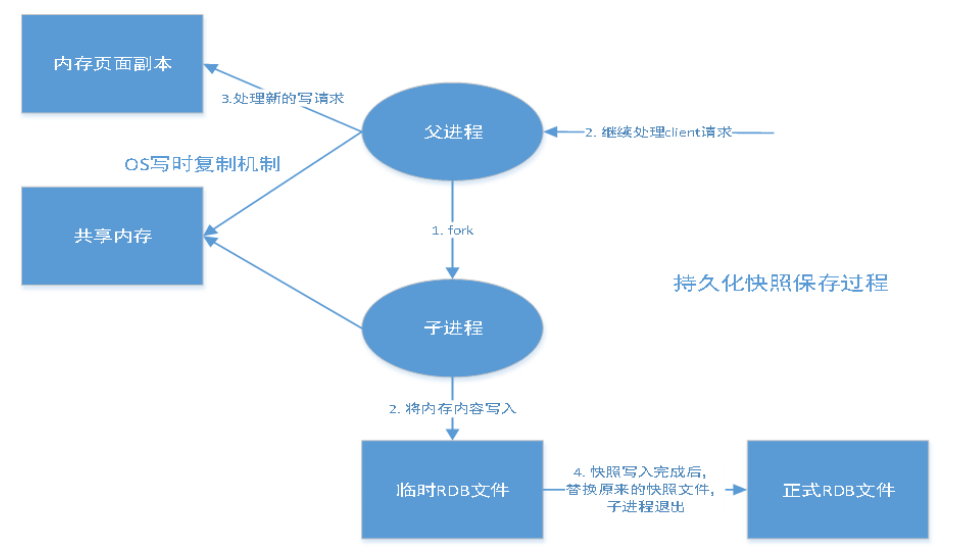 内存页面副本
3.处理新的写请求
父进程
2. 继续处理client请求
OS写时复制机制
共享内存
1. fork
持久化快照保存过程
子进程
2. 将内存内容写入
临时RDB文件
4. 快照写入完成后,
替换原来的快照文件,
子进程退出
正式RDB文件